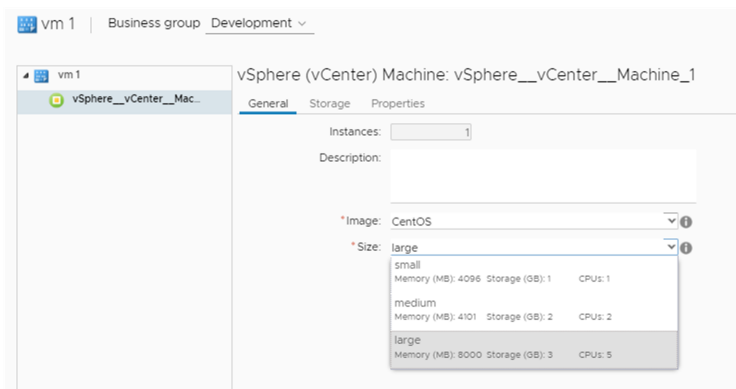 vm 1 Business group Development
vm 1
vSphere__vCenter__Mac...
vSphere (vCenter) Machine: vSphere__vCenter__Machine_1
General Storage Properties
Instances: 1
Description:
*Image: CentOS
*Size: large
small
Memory (MB): 4096 Storage (GB): 1 CPUs: 1
medium
Memory (MB): 4101 Storage (GB): 2 CPUs: 2
large
Memory (MB): 8000 Storage (GB): 3 CPUs: 5